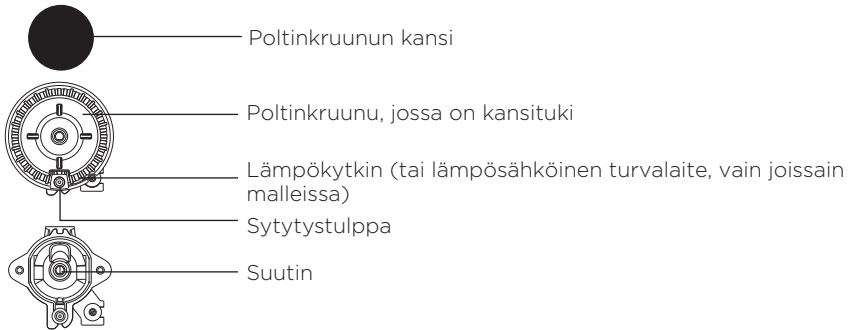 Poltinkruunun kansi
Poltinkruunu, jossa on kansituki
Lämpökytkin (tai lämpösähköinen turvalaite, vain joissain
malleissa)
Sytytystulppa
Suutin